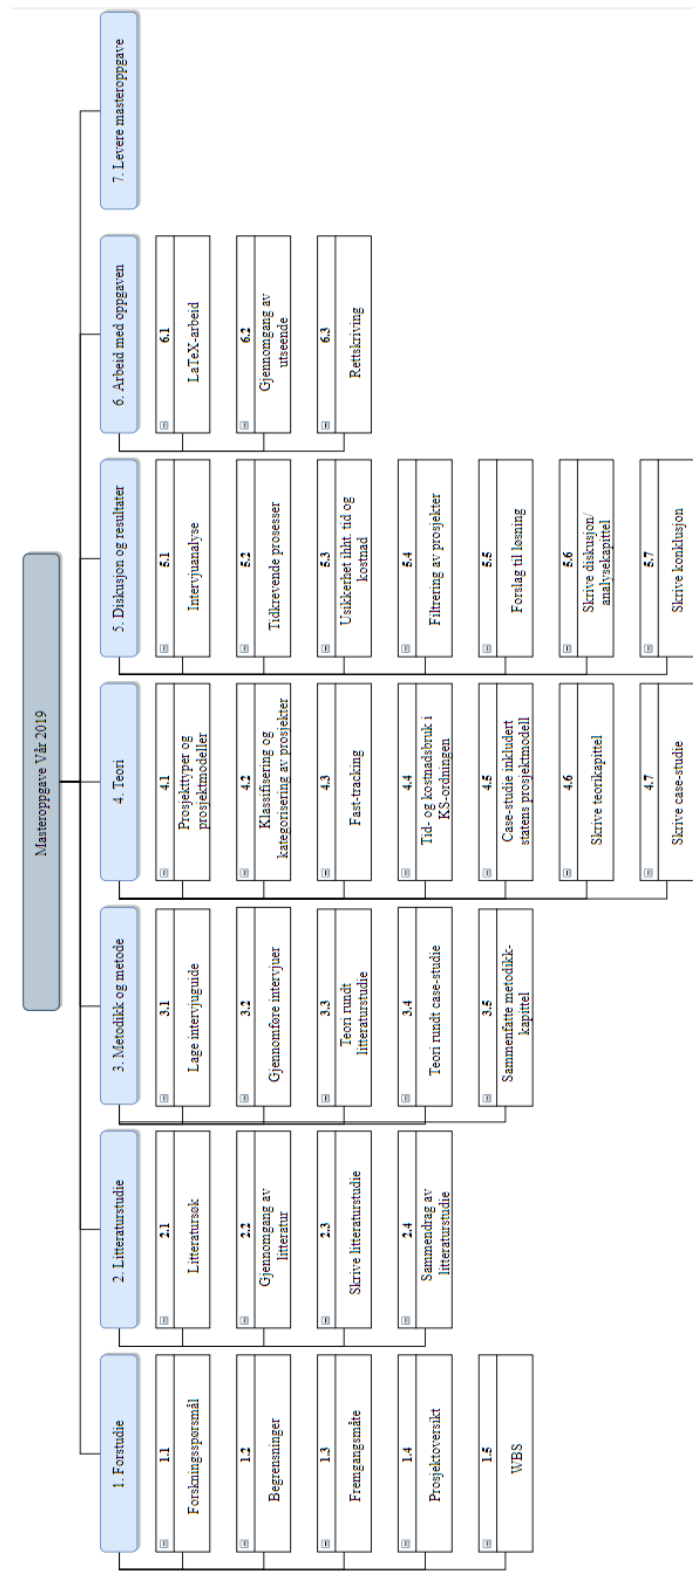 Masteroppgave Vår 2019
1. Forstudie
1.1
Forskningsspørsmål
1.2
Begrensninger
1.3
Fremgangsmåte
1.4
Prosjektoversikt
1.5
WBS
2. Litteraturstudie
2.1
Litteratursøk
2.2
Gjennomgang av
litteratur
2.3
Skrive litteraturstudie
2.4
Sammendrag av
litteraturstudie
3. Metodikk og metode
3.1
Lage intervjuguide
3.2
Gjennomføre intervjuer
3.3
Teori rundt
litteraturstudie
3.4
Teori rundt case-studie
3.5
Sammenfatte metodikk-
kapittel
4. Teori
4.1
Prosjekttyper og
prosjektmodeller
4.2
Klassifisering og
kategorisering av prosjekter
4.3
Fast-tracking
4.4
Tid- og kostnadsbruk i
KS-ordningen
4.5
Case-studie inkludert
statens prosjektmodell
4.6
Skrive teorikapittel
4.7
Skrive case-studie
5. Diskusjon og resultater
5.1
Intervjuanalyse
5.2
Tidkrevende prosesser
5.3
Usikkerhet ihht. tid og
kostnad
5.4
Filtrering av prosjekter
5.5
Forslag til løsning
5.6
Skrive diskusjon/
analysekapittel
5.7
Skrive konklusjon
6. Arbeid med oppgaven
6.1
LaTeX-arbeid
6.2
Gjennomgang av
utseende
6.3
Rettskriving
7. Levere masteroppgave